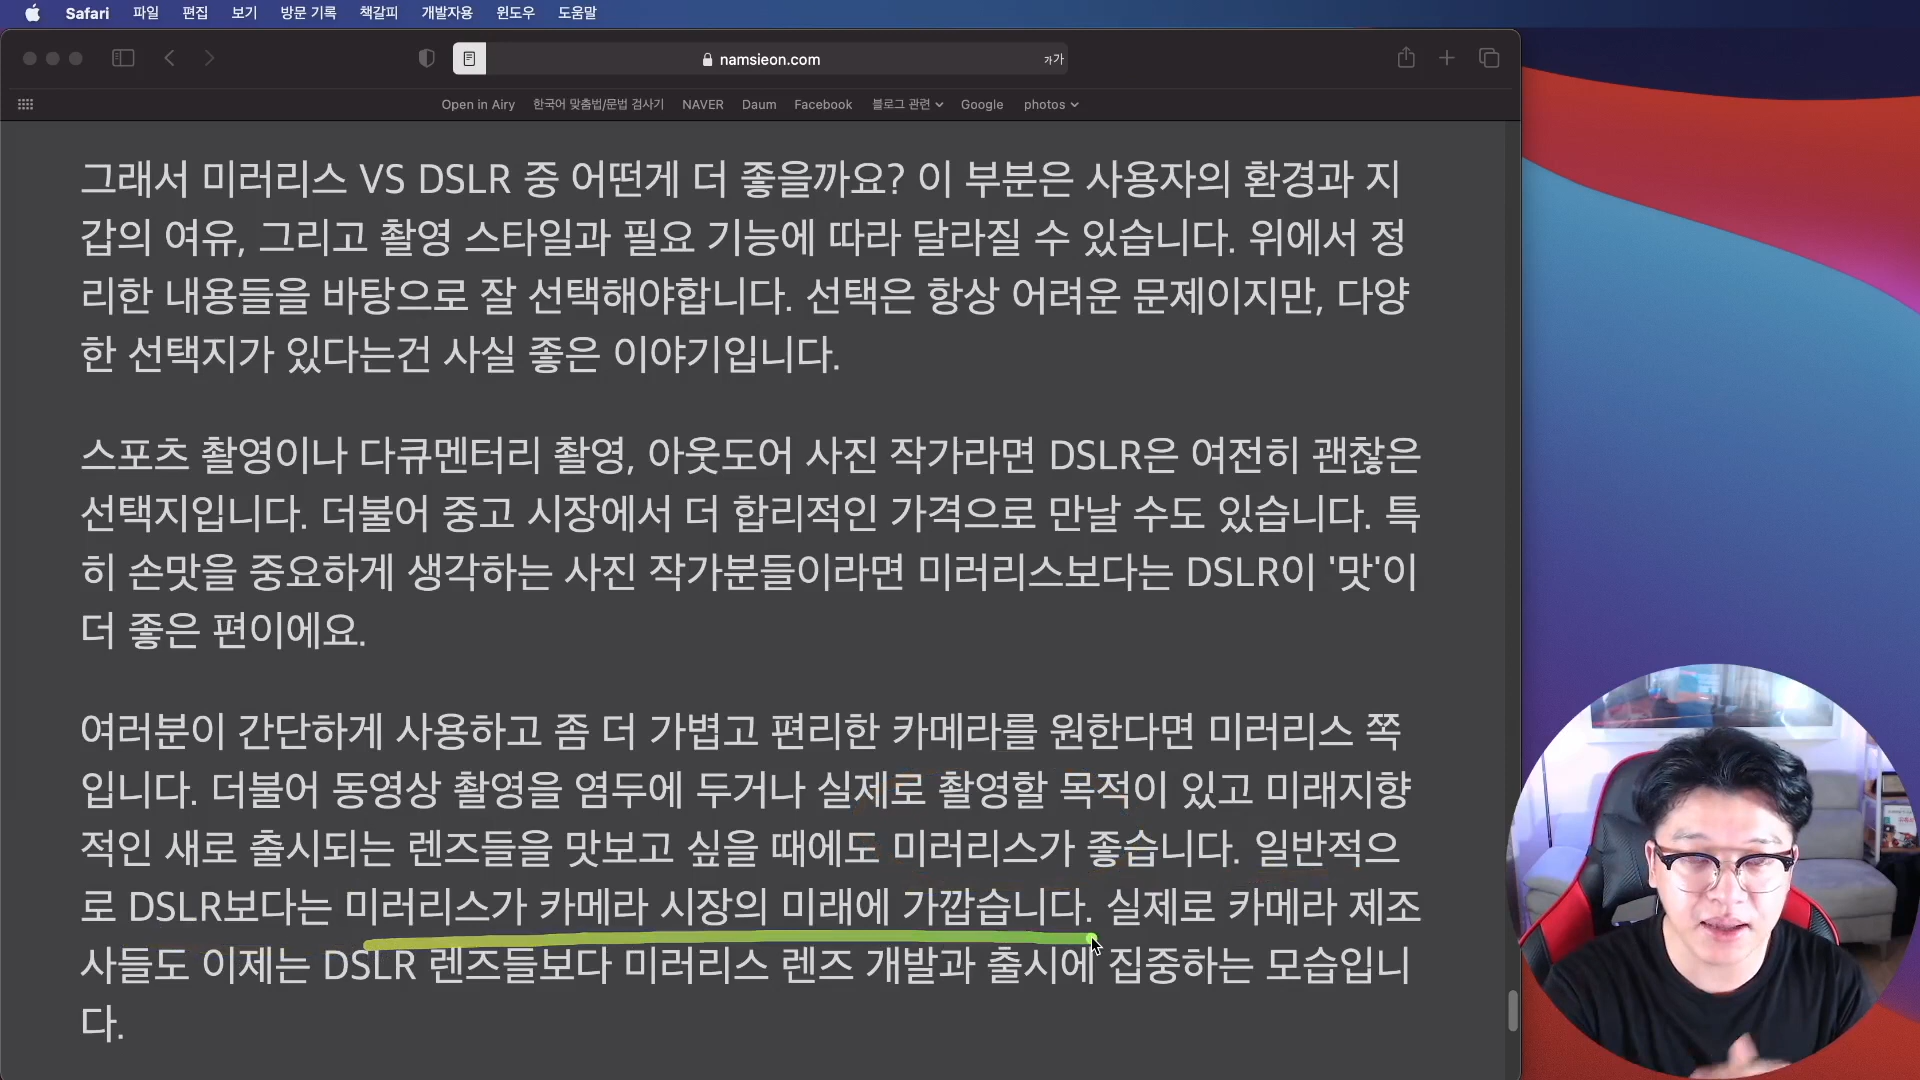 Safari 파일 편집 보기 방문 기록 책갈피 개발자용 윈도우 도움말
namsieon.com
가가
Open in Airy 한국어 맞춤법/문법 검사기 NAVER Daum Facebook 블로그 관련 Google photos
그래서 미러리스 VS DSLR 중 어떤게 더 좋을까요? 이 부분은 사용자의 환경과 지
갑의 여유, 그리고 촬영 스타일과 필요 기능에 따라 달라질 수 있습니다. 위에서 정
리한 내용들을 바탕으로 잘 선택해야합니다. 선택은 항상 어려운 문제이지만, 다양
한 선택지가 있다는건 사실 좋은 이야기입니다.
스포츠 촬영이나 다큐멘터리 촬영, 아웃도어 사진 작가라면 DSLR은 여전히 괜찮은
선택지입니다. 더불어 중고 시장에서 더 합리적인 가격으로 만날 수도 있습니다. 특
히 손맛을 중요하게 생각하는 사진 작가분들이라면 미러리스보다는 DSLR이 '맛'이
더 좋은 편이에요.
여러분이 간단하게 사용하고 좀 더 가볍고 편리한 카메라를 원한다면 미러리스 쪽
입니다. 더불어 동영상 촬영을 염두에 두거나 실제로 촬영할 목적이 있고 미래지향
적인 새로 출시되는 렌즈들을 맛보고 싶을 때에도 미러리스가 좋습니다. 일반적으
로 DSLR보다는 미러리스가 카메라 시장의 미래에 가깝습니다. 실제로 카메라 제조
사들도 이제는 DSLR 렌즈들보다 미러리스 렌즈 개발과 출시에 집중하는 모습입니
다.